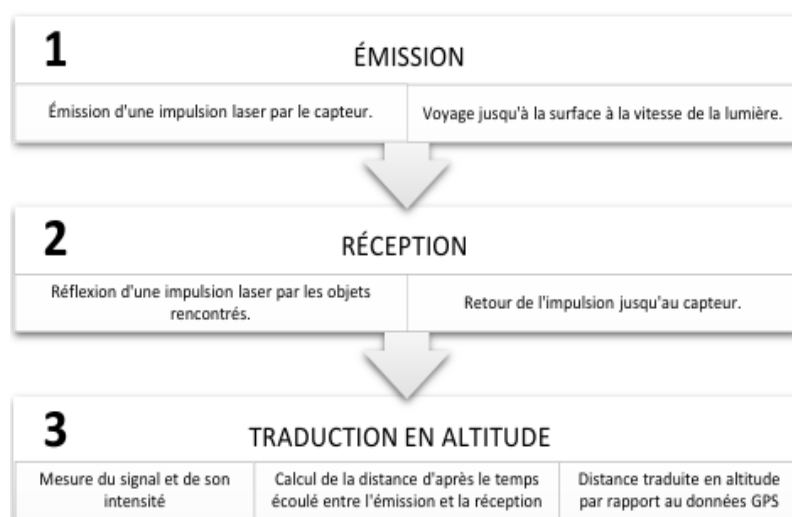 1
ÉMISSION
Émission d'une impulsion laser par le capteur.
Voyage jusqu'à la surface à la vitesse de la lumière.
2
RÉCEPTION
Réflexion d'une impulsion laser par les objets
rencontrés.
Retour de l'impulsion jusqu'au capteur.
3
TRADUCTION EN ALTITUDE
Mesure du signal et de son
intensité
Calcul de la distance d'après le temps
écoulé entre l'émission et la réception
Distance traduite en altitude
par rapport au données GPS